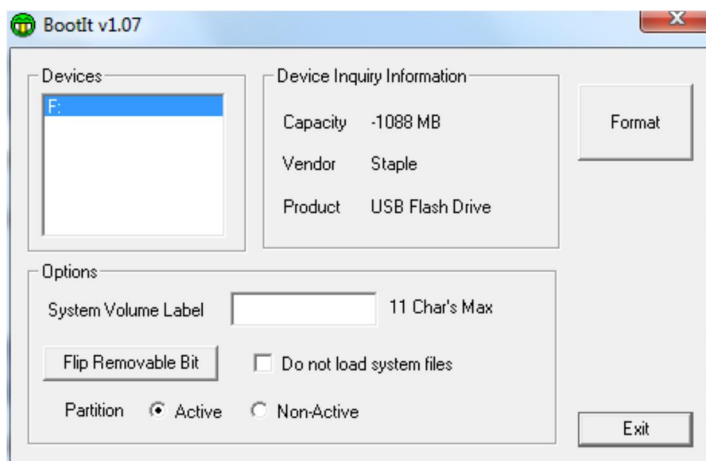 BootIt v1.07
Devices
F:
Device Inquiry Information
Capacity -1088 MB
Vendor Staple
Product USB Flash Drive
Format
Options
System Volume Label 11 Char's Max
Flip Removable Bit Do not load system files
Partition Active Non-Active
Exit